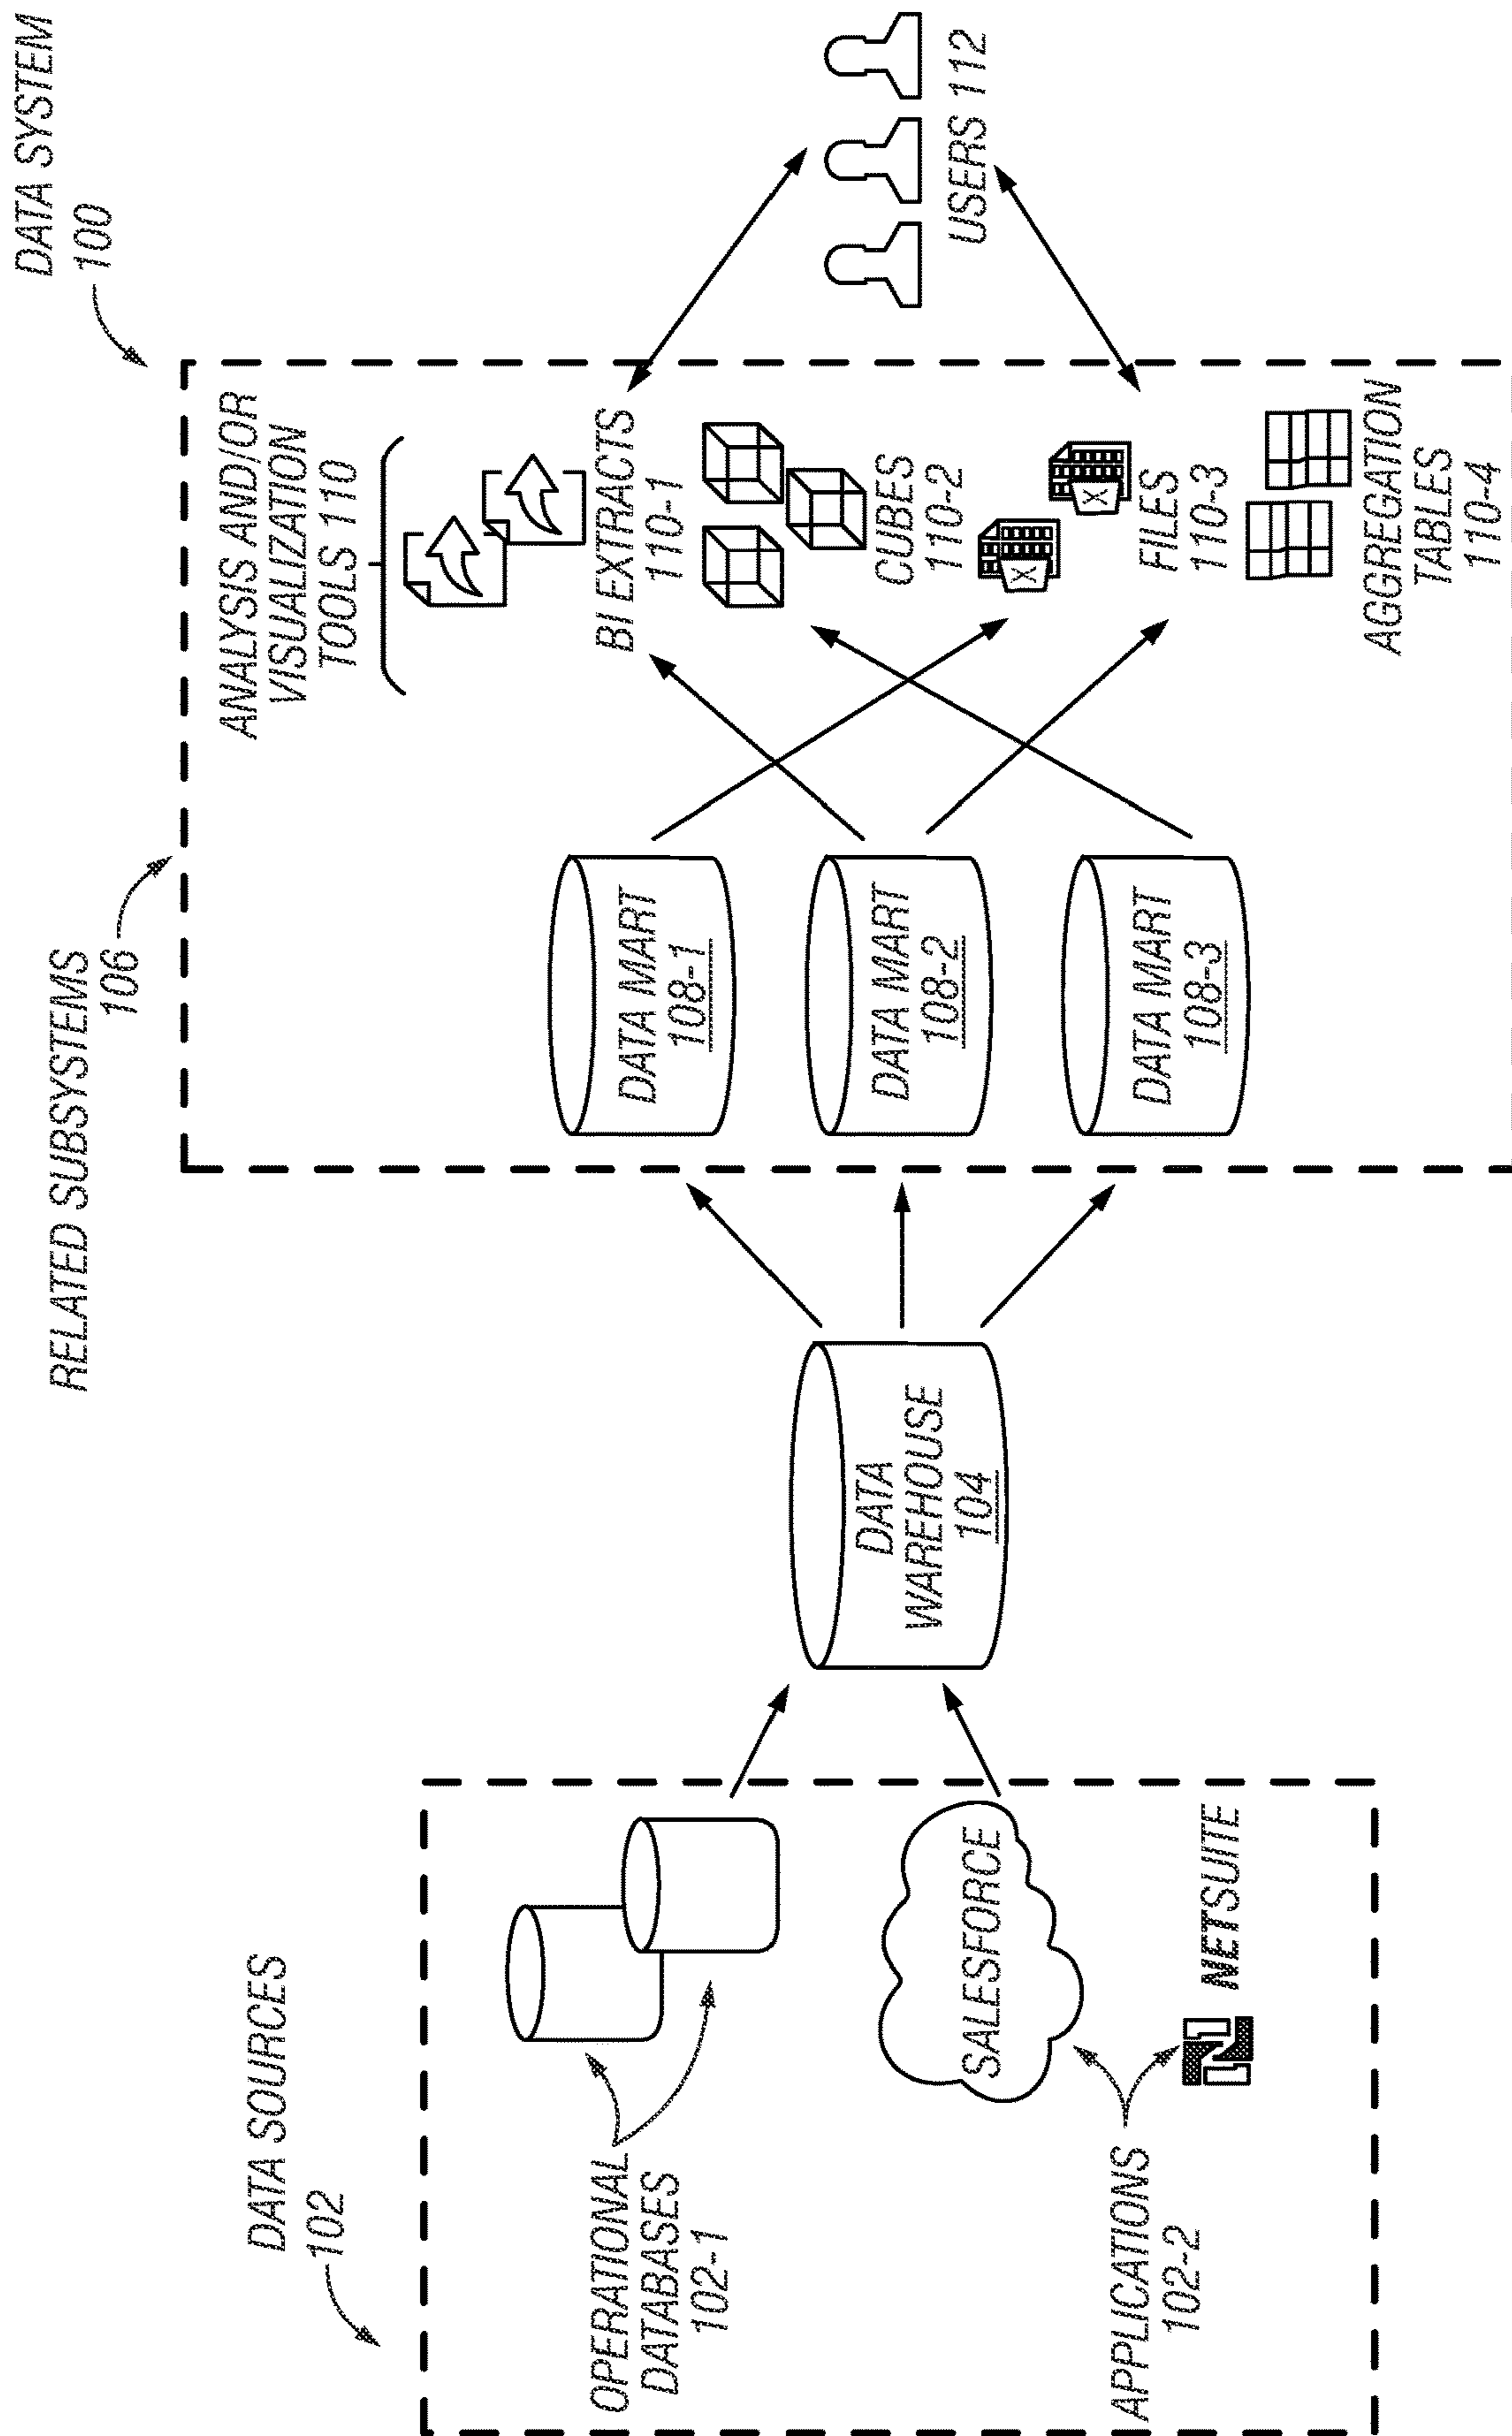 DATA SYSTEM
100
RELATED SUBSYSTEMS
106
DATA SOURCES
102
OPERATIONAL
DATABASES
102-1
SALESFORCE
APPLICATIONS
102-2
NETSUITE
DATA
WAREHOUSE
104
DATA MART
108-1
DATA MART
108-2
DATA MART
108-3
ANALYSIS AND/OR
VISUALIZATION
TOOLS 110
BI EXTRACTS
110-1
CUBES
110-2
X
X
FILES
110-3
AGGREGATION
TABLES
110-4
USERS 112